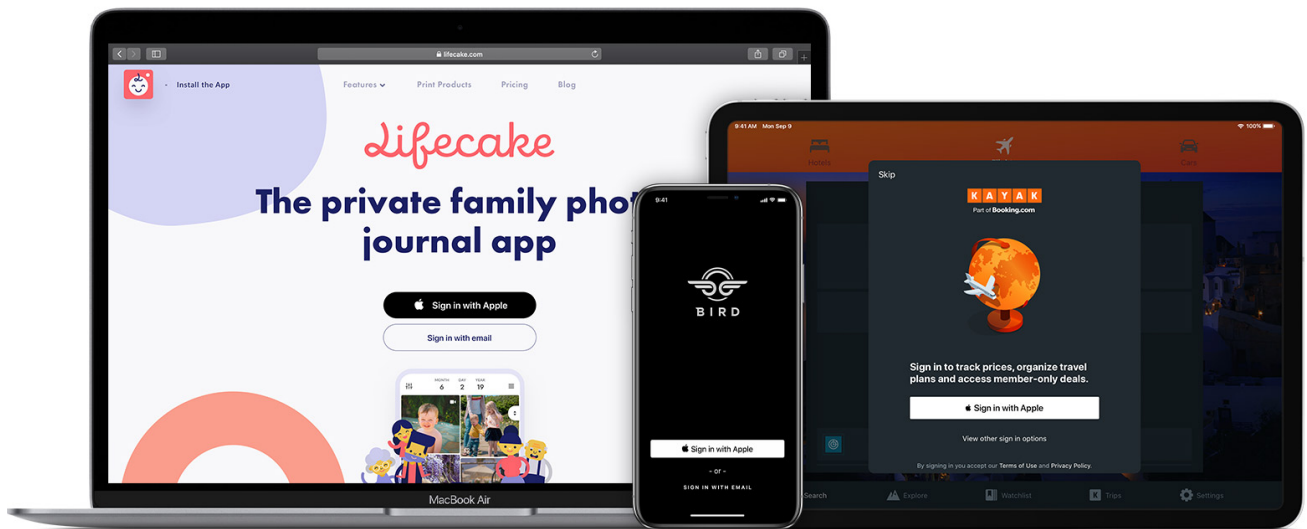 lifecake.com
Install the App
Features
Print Products
Pricing
Blog
Lifecake
The private family pho
journal app
Sign in with Apple
Sign in with email
MONTH DAY YEAR
6 2 19
MacBook Air
9:41
BIRD
Sign in with Apple
- or -
SIGN IN WITH EMAIL
9:41 AM Mon Sep 9
100%
Hotels
Cars
Skip
KAYAK
Part of Booking.com
Sign in to track prices, organize travel
plans and access member-only deals.
Sign in with Apple
View other sign in options
By signing in you accept our Terms of Use and Privacy Policy.
Search
Explore
Watchlist
K Trips
Settings